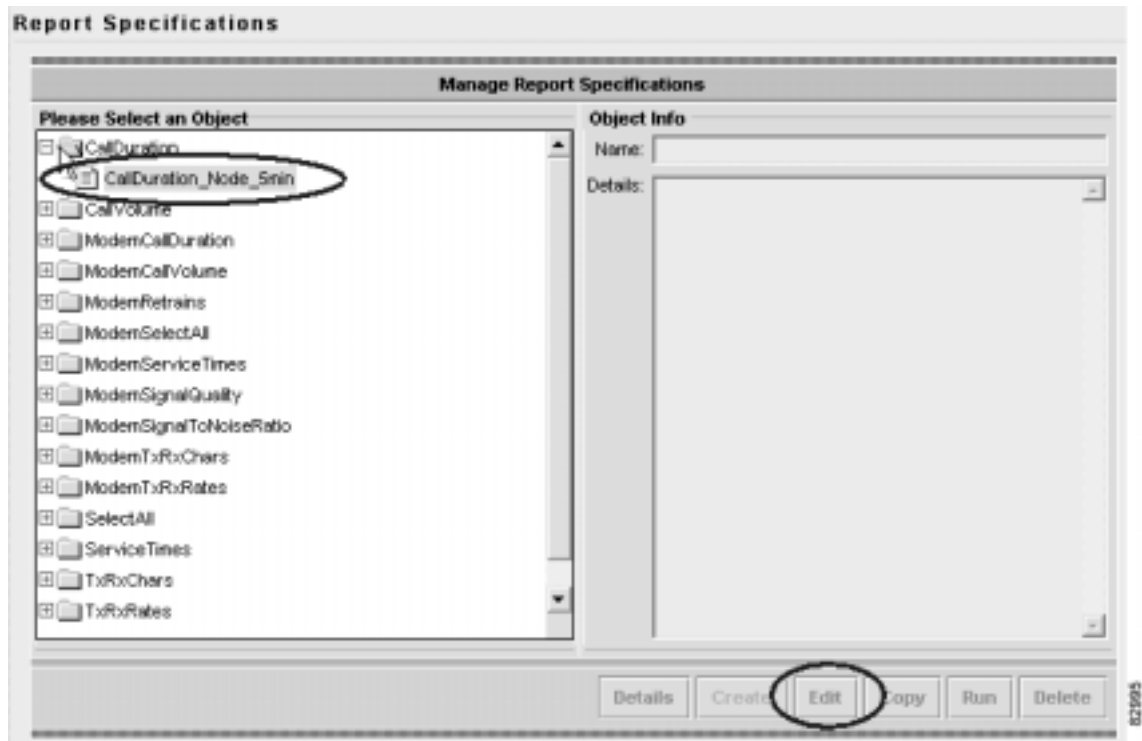 Report Specifications
Manage Report Specifications
Please Select an Object
CallDuration
CallDuration_Node_5min
CallVolume
ModemCallDuration
ModemCallVolume
ModemRetrains
ModemSelectAll
ModemServiceTimes
ModemSignalQuality
ModemSignalToNoiseRatio
ModemTxRxChars
ModemTxRxRates
SelectAll
ServiceTimes
TxRxChars
TxRxRates
Object Info
Name:
Details:
Details Create Edit Copy Run Delete
82995